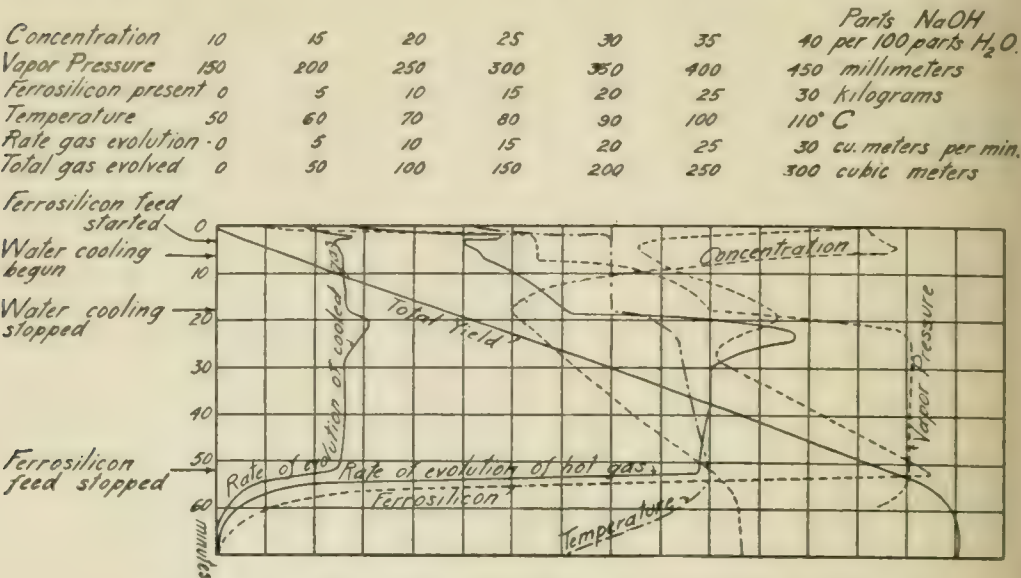 Parts NaOH
Concentration 10 15 20 25 30 35 40 per 100 parts H₂O.
Vapor Pressure 150 200 250 300 350 400 450 millimeters
Ferrosilicon present 0 5 10 15 20 25 30 kilograms
Temperature 50 60 70 80 90 100 110° C
Rate gas evolution 0 5 10 15 20 25 30 cu. meters per min.
Total gas evolved 0 50 100 150 200 250 300 cubic meters
Ferrosilicon feed
started
0
Water cooling
begun
10
Water cooling
stopped
20
30
40
50
Ferrosilicon
feed stopped
60
minutes
Rate of evolution of cooled gas
Total Yield
Concentration
Vapor Pressure
Rate of evolution of hot gas
Ferrosilicon
Temperature